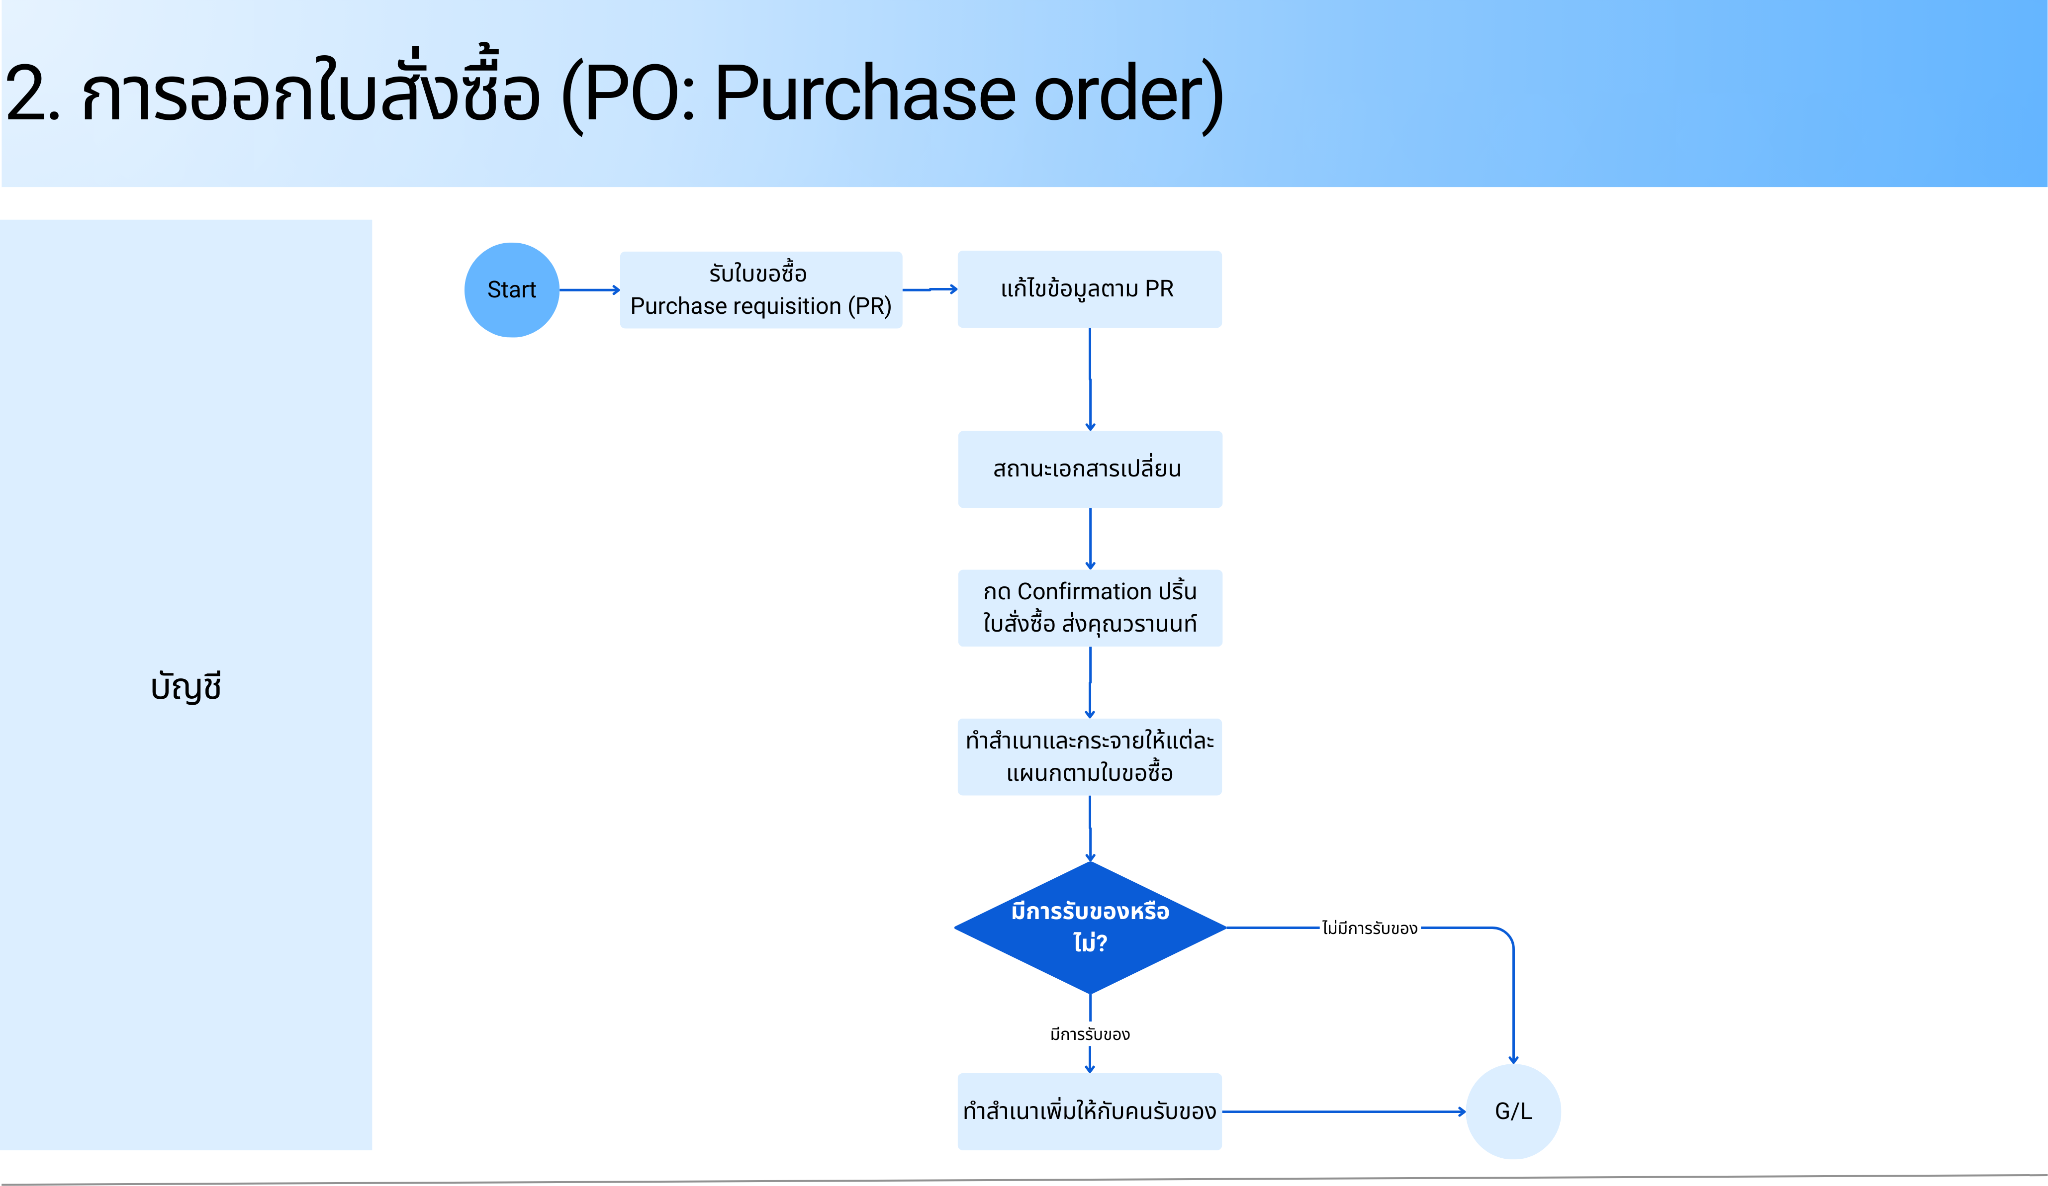 2. การออกใบสั่งซื้อ (PO: Purchase order)
บัญชี
Start
รับใบขอซื้อ
Purchase requisition (PR)
แก้ไขข้อมูลตาม PR
สถานะเอกสารเปลี่ยน
กด Confirmation ปริ้น
ใบสั่งซื้อ ส่งคุณวรานนท์
ทำสำเนาและกระจายให้แต่ละ
แผนกตามใบขอซื้อ
มีการรับของหรือ
ไม่?
ไม่มีการรับของ
มีการรับของ
ทำสำเนาเพิ่มให้กับคนรับของ
G/L